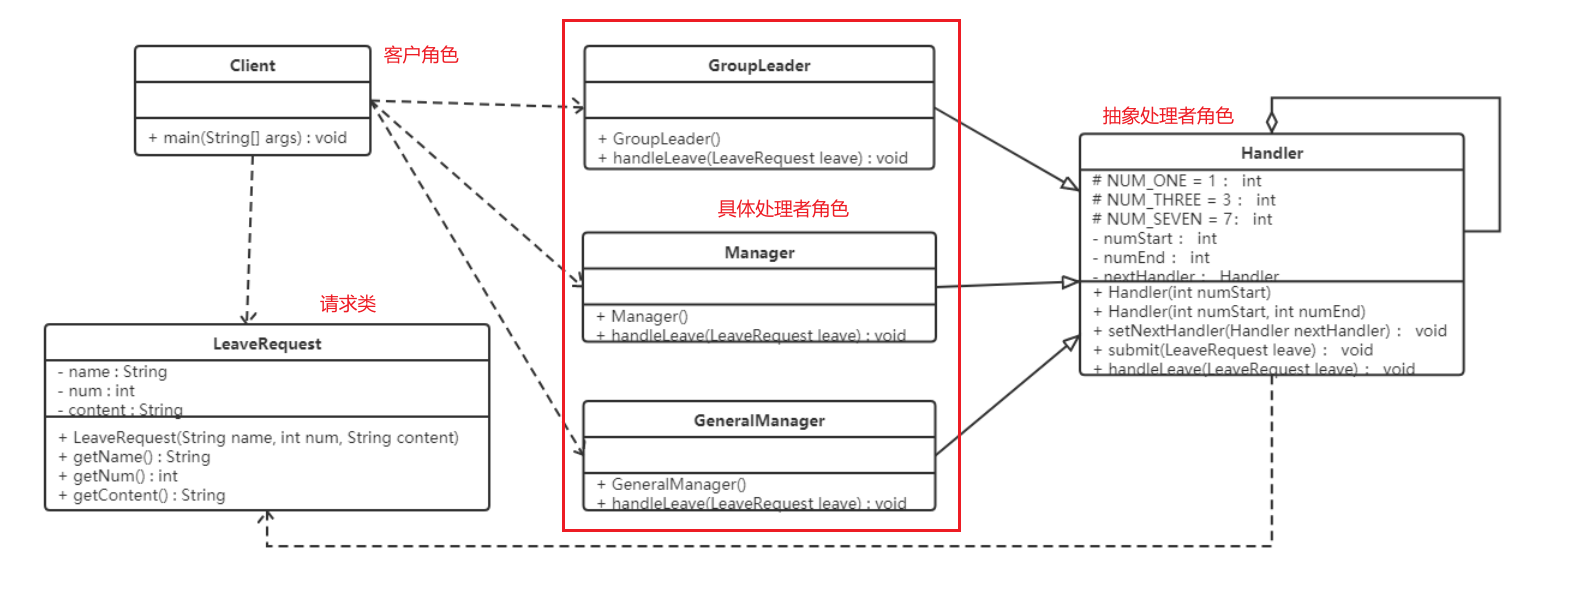 Client
+ main(String[] args) : void
客户角色
GroupLeader
+ GroupLeader()
+ handleLeave(LeaveRequest leave) : void
具体处理者角色
Manager
+ Manager()
+ handleLeave(LeaveRequest leave) : void
GeneralManager
+ GeneralManager()
+ handleLeave(LeaveRequest leave) : void
抽象处理者角色
Handler
# NUM_ONE = 1 : int
# NUM_THREE = 3 : int
# NUM_SEVEN = 7: int
- numStart : int
- numEnd : int
- nextHandler : Handler
+ Handler(int numStart)
+ Handler(int numStart, int numEnd)
+ setNextHandler(Handler nextHandler) : void
+ submit(LeaveRequest leave) : void
+ handleLeave(LeaveRequest leave) : void
请求类
LeaveRequest
- name : String
- num : int
- content : String
+ LeaveRequest(String name, int num, String content)
+ getName() : String
+ getNum() : int
+ getContent() : String